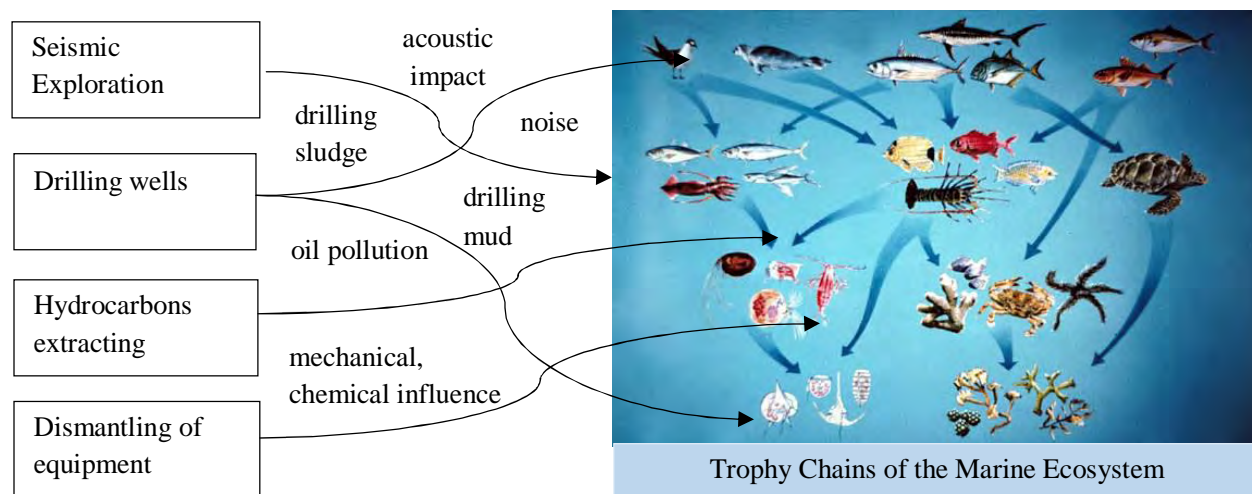 Seismic
Exploration
acoustic
impact
drilling
sludge
noise
Drilling wells
drilling
mud
oil pollution
Hydrocarbons
extracting
mechanical,
chemical influence
Dismantling of
equipment
Trophy Chains of the Marine Ecosystem